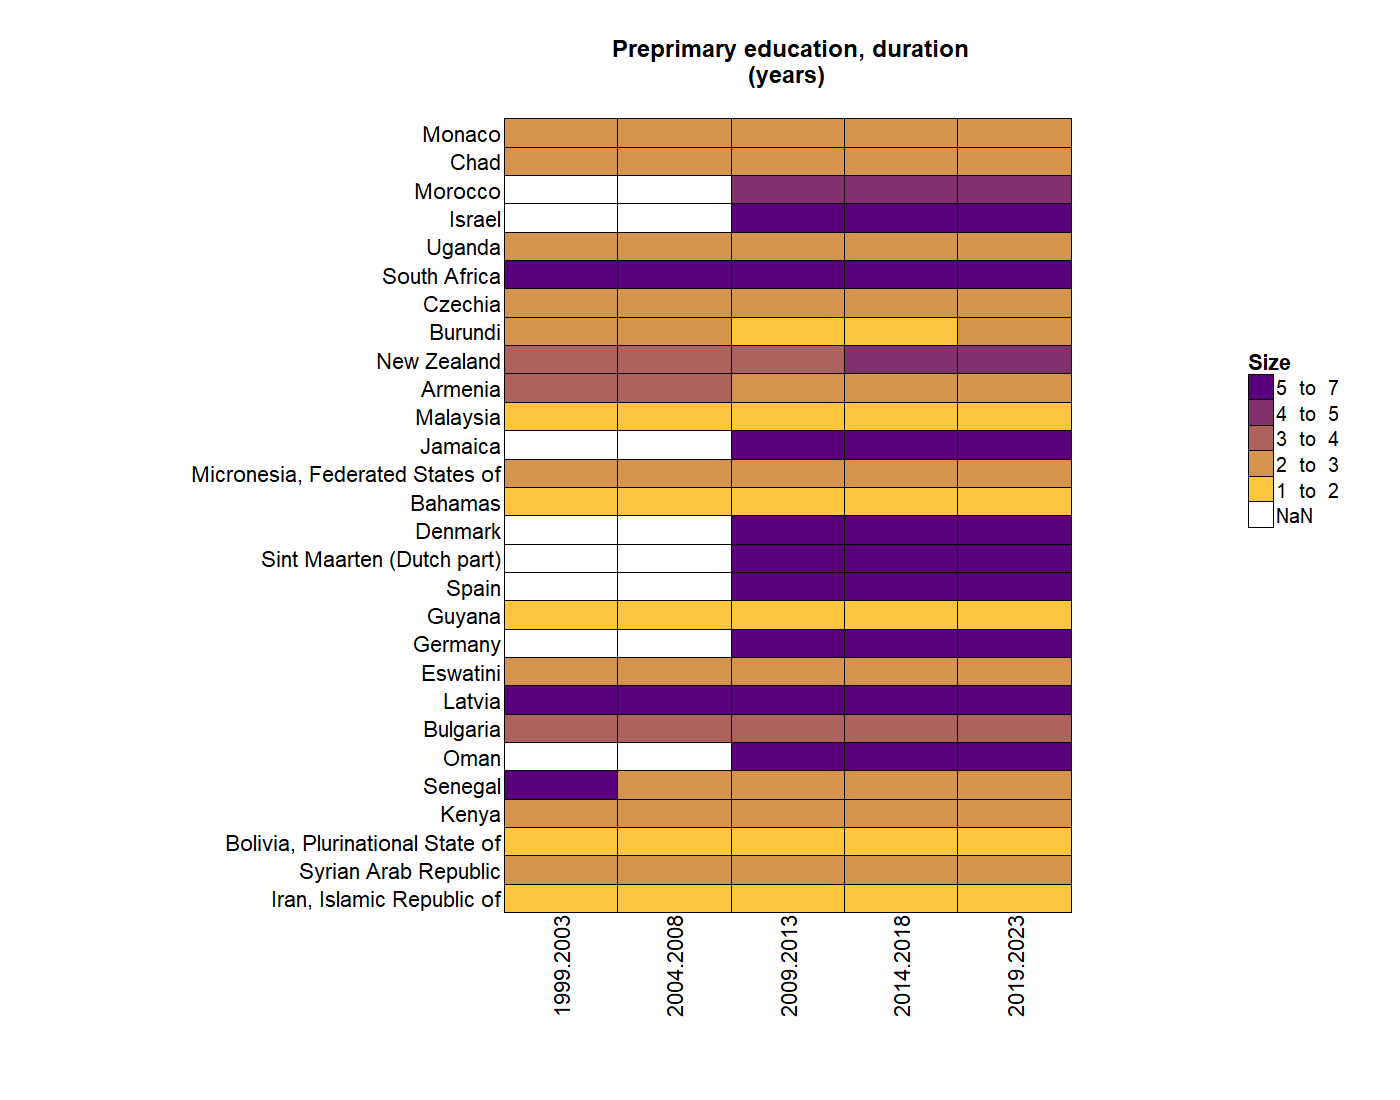 Preprimary education, duration
(years)
Monaco
Chad
Morocco
Israel
Uganda
South Africa
Czechia
Burundi
New Zealand
Armenia
Malaysia
Jamaica
Micronesia, Federated States of
Bahamas
Denmark
Sint Maarten (Dutch part)
Spain
Guyana
Germany
Eswatini
Latvia
Bulgaria
Oman
Senegal
Kenya
Bolivia, Plurinational State of
Syrian Arab Republic
Iran, Islamic Republic of
1999.2003
2004.2008
2009.2013
2014.2018
2019.2023
Size
5 to 7
4 to 5
3 to 4
2 to 3
1 to 2
NaN